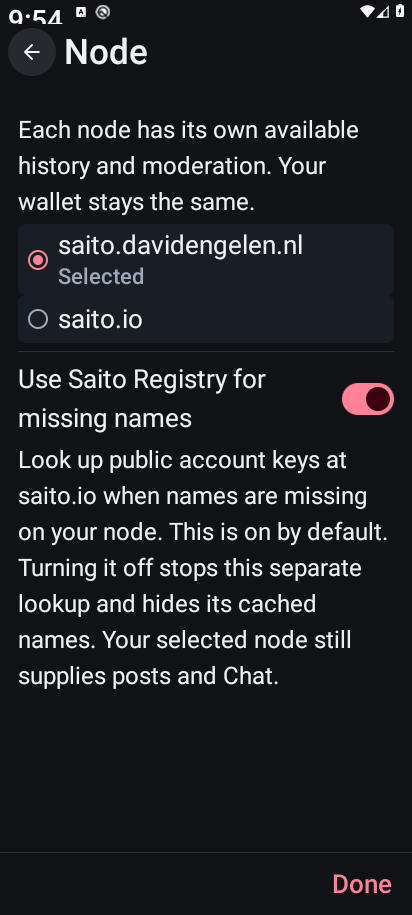 9:54
Node
Each node has its own available
history and moderation. Your
wallet stays the same.
saito.davidengelen.nl
Selected
saito.io
Use Saito Registry for
missing names
Look up public account keys at
saito.io when names are missing
on your node. This is on by default.
Turning it off stops this separate
lookup and hides its cached
names. Your selected node still
supplies posts and Chat.
Done